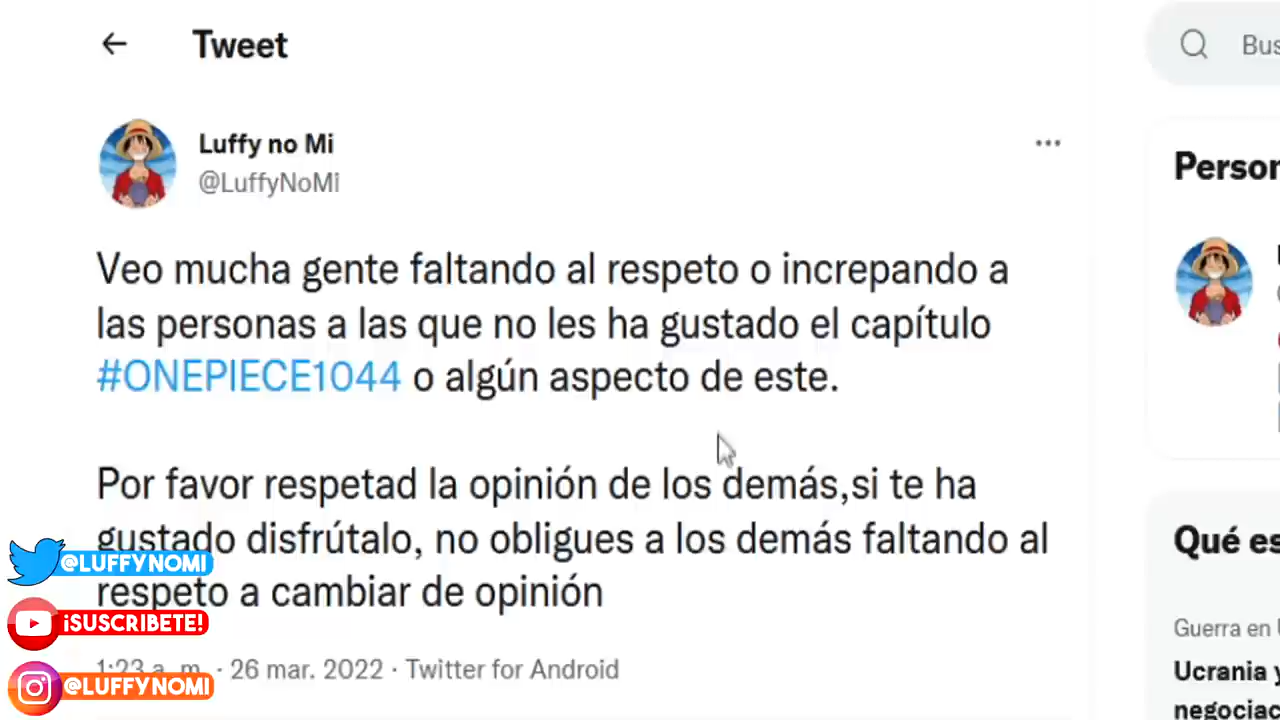 Tweet
Bus
Luffy no Mi
@LuffyNoMi
Person
Veo mucha gente faltando al respeto o increpando a
las personas a las que no les ha gustado el capítulo
#ONEPIECE1044 o algún aspecto de este.
Por favor respetad la opinión de los demás,si te ha
gustado disfrútalo, no obligues a los demás faltando al
respeto a cambiar de opinión
1:23 a. m. · 26 mar. 2022 · Twitter for Android
Qué es
Guerra en U
Ucrania y
negociac
@LUFFYNOMI
¡SUSCRIBETE!
@LUFFYNOMI